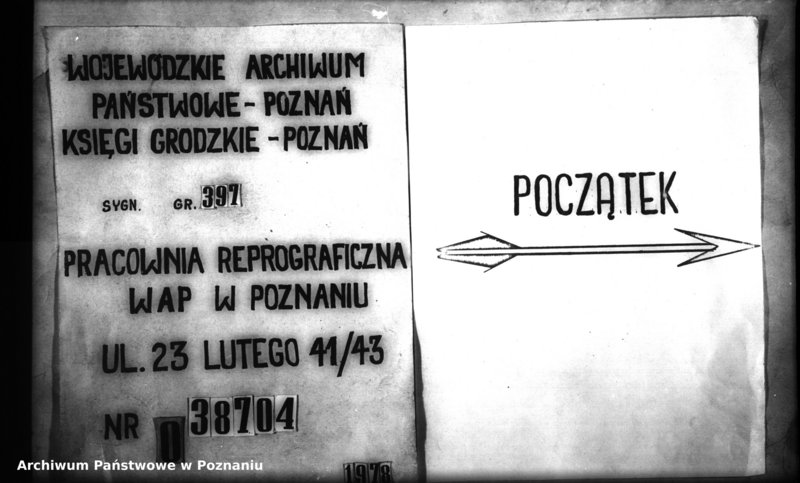 WOJEWÓDZKIE ARCHIWUM
PAŃSTWOWE - POZNAŃ
KSIĘGI GRODZKIE - POZNAŃ
SYGN. GR. 397
PRACOWNIA REPROGRAFICZNA
WAP W POZNANIU
UL. 23 LUTEGO 41/43
NR 0 38704
1978
POCZĄTEK
Archiwum Państwowe w Poznaniu